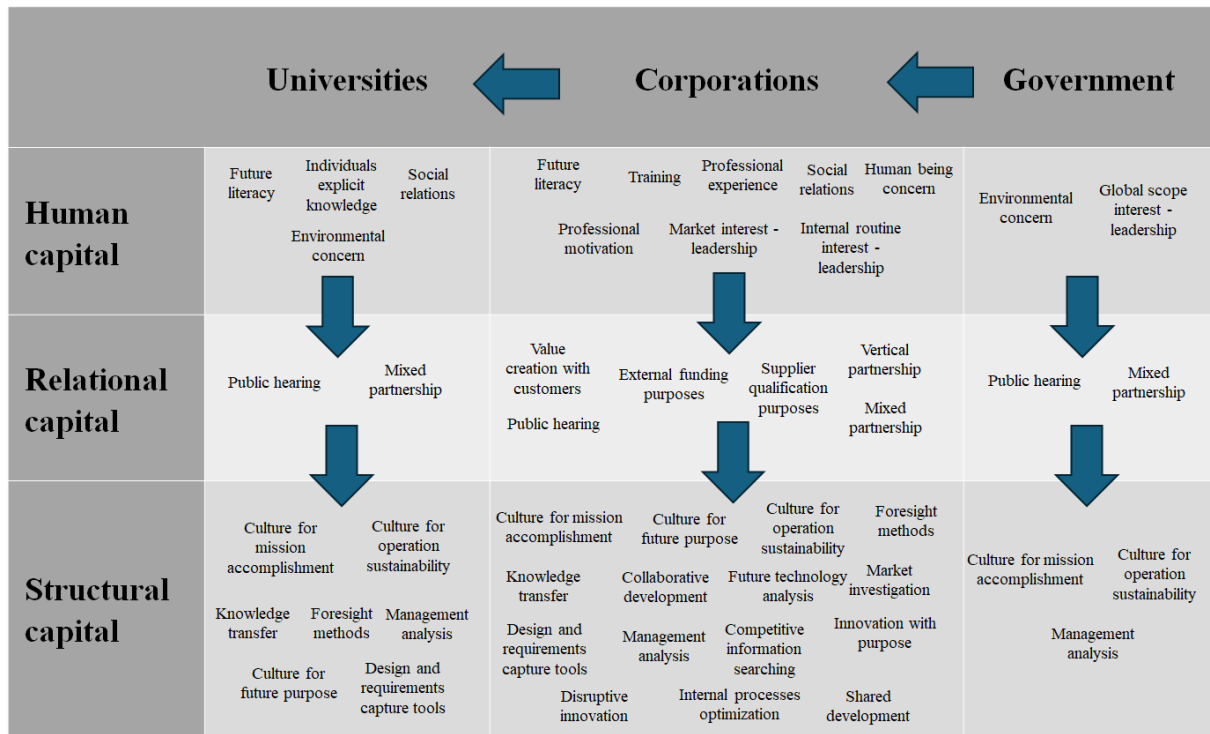 Universities
Corporations
Government
Human
capital
Future
literacy
Individuals
explicit
knowledge
Social
relations
Environmental
concern
Future
literacy
Training
Professional
experience
Social
relations
Human being
concern
Professional
motivation
Market interest -
leadership
Internal routine
interest -
leadership
Environmental
concern
Global scope
interest -
leadership
Relational
capital
Public hearing
Mixed
partnership
Value
creation with
customers
External funding
purposes
Supplier
qualification
purposes
Vertical
partnership
Public hearing
Mixed
partnership
Public hearing
Mixed
partnership
Structural
capital
Culture for
mission
accomplishment
Culture for
operation
sustainability
Knowledge
transfer
Foresight
methods
Management
analysis
Culture for
future purpose
Design and
requirements
capture tools
Culture for mission
accomplishment
Culture for
future purpose
Culture for
operation
sustainability
Foresight
methods
Knowledge
transfer
Collaborative
development
Future technology
analysis
Market
investigation
Design and
requirements
capture tools
Management
analysis
Competitive
information
searching
Innovation with
purpose
Disruptive
innovation
Internal processes
optimization
Shared
development
Culture for mission
accomplishment
Culture for
operation
sustainability
Management
analysis